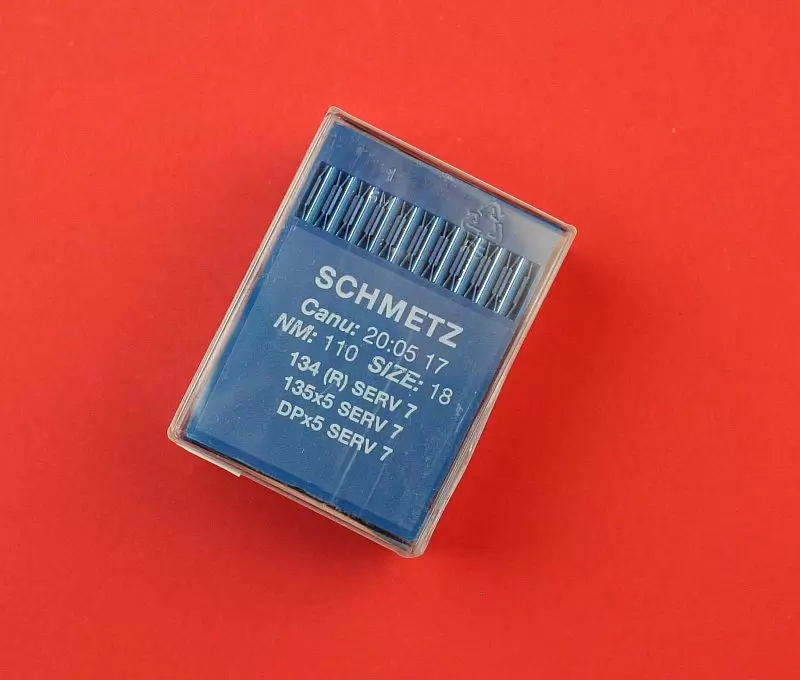 SCHMETZ
Canu: 20:05 17
NM: 110 SIZE: 18
134 (R) SERV 7
135x5 SERV 7
DPx5 SERV 7